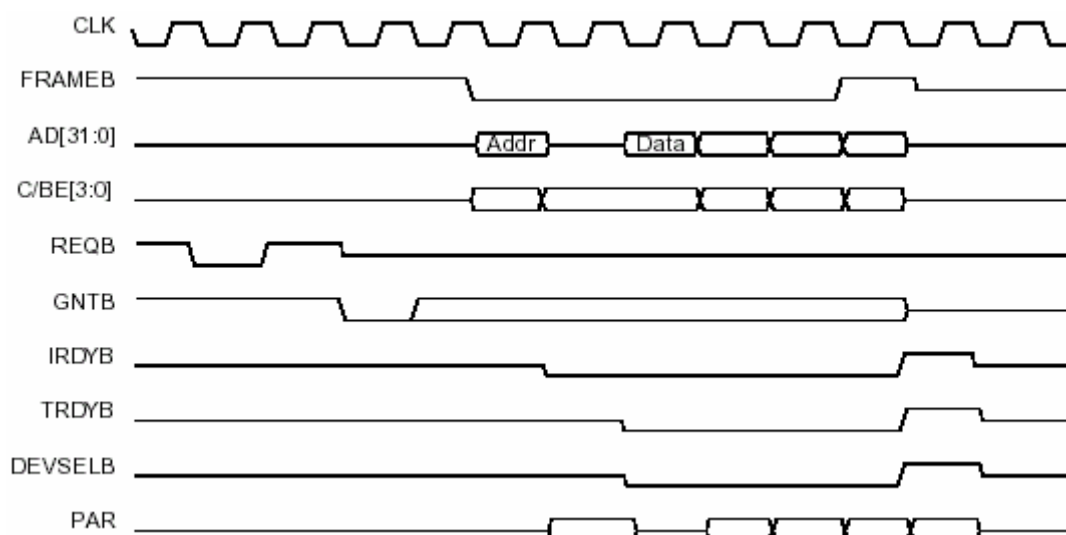 CLK
FRAMEB
AD[31:0]
Addr
Data
C/BE[3:0]
REQB
GNTB
IRDYB
TRDYB
DEVSELB
PAR